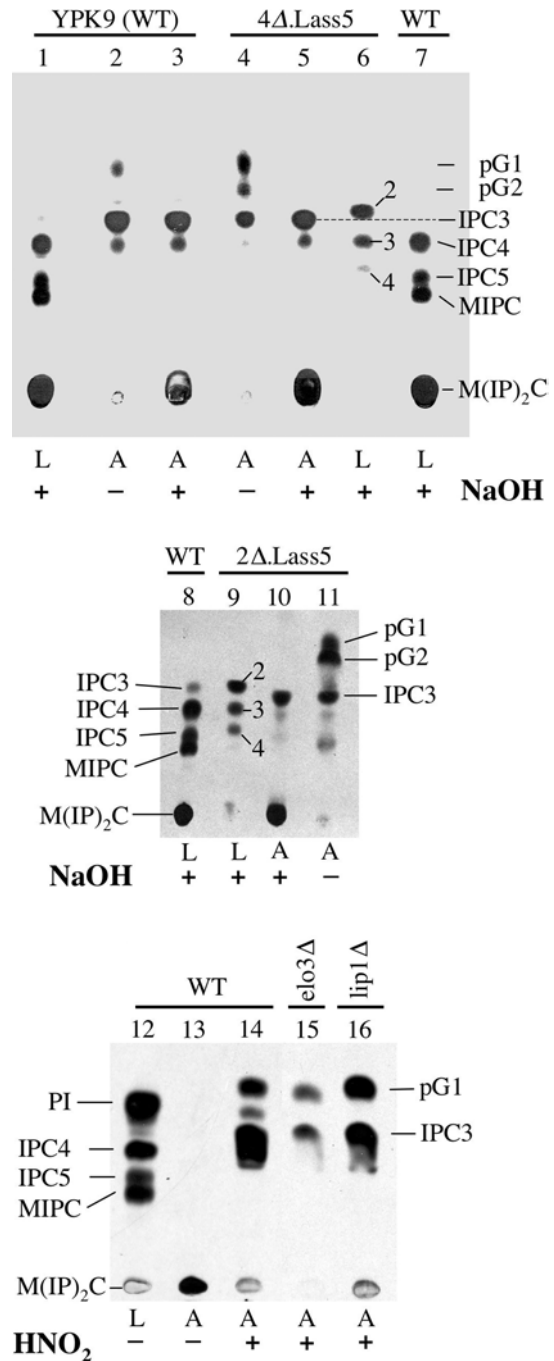 YPK9 (WT) 4Δ.Lass5 WT
1 2 3 4 5 6 7
pG1
pG2
2
IPC3
3
IPC4
4
IPC5
MIPC
M(IP)₂C
L A A A A L L
+ − + − + + + NaOH
WT 2Δ.Lass5
8 9 10 11
pG1
pG2
IPC3 2 IPC3
IPC4 3
IPC5 4
MIPC
M(IP)₂C
L L A A
NaOH + + + −
WT elo3Δ lip1Δ
12 13 14 15 16
PI pG1
IPC4 IPC3
IPC5
MIPC
M(IP)₂C
L A A A A
HNO₂ − − + + +